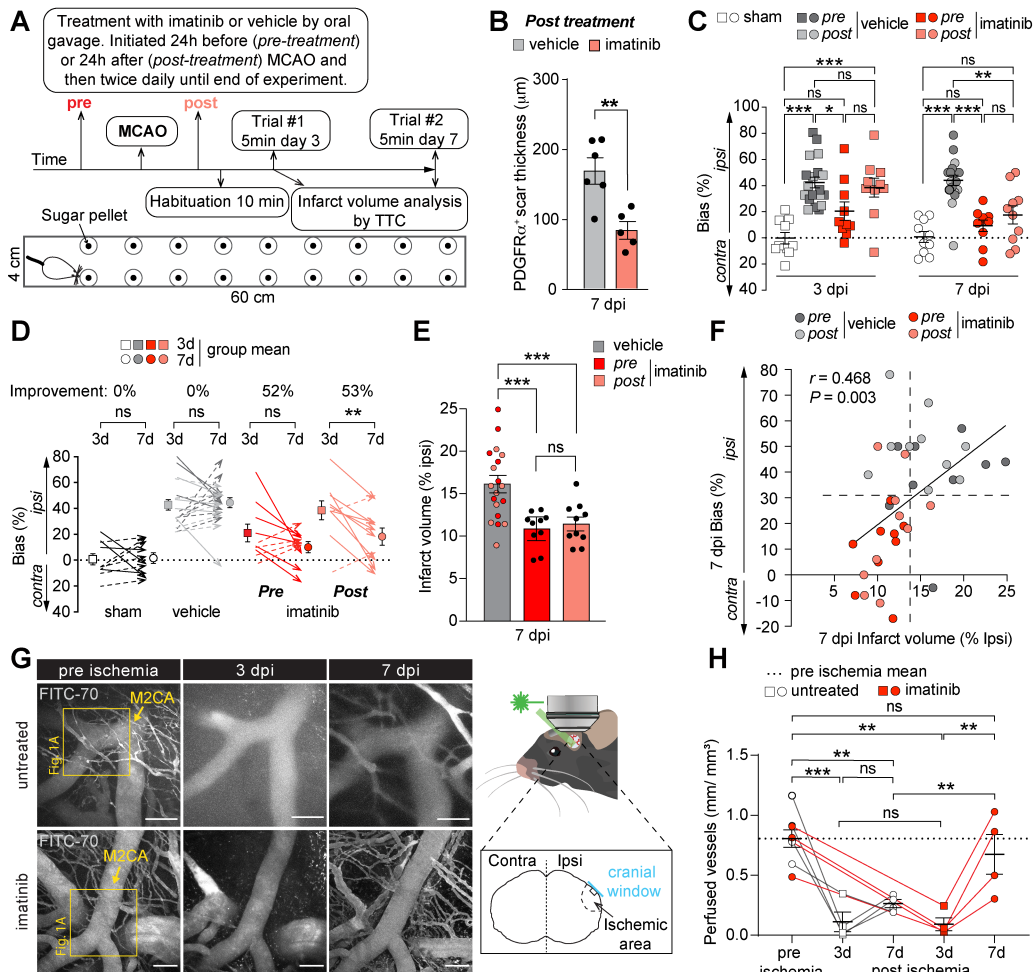 A
Treatment with imatinib or vehicle by oral
gavage. Initiated 24h before (pre-treatment)
or 24h after (post-treatment) MCAO and
then twice daily until end of experiment.
pre
post
MCAO
Trial #1
5min day 3
Trial #2
5min day 7
Time
Habituation 10 min
Infarct volume analysis
by TTC
Sugar pellet
4 cm
60 cm
B
Post treatment
vehicle
imatinib
PDGFRα+ scar thickness (µm)
300
200
100
0
**
7 dpi
C
sham
pre
post
vehicle
pre
post
imatinib
***
ns
ns
*** * ns
ns
**
ns
*** *** ns
Bias (%)
ipsi
contra
100
80
60
40
20
0
20
40
3 dpi
7 dpi
D
3d
7d
group mean
Improvement: 0% 0% 52% 53%
ns ns ns **
3d 7d 3d 7d 3d 7d 3d 7d
Bias (%)
ipsi
contra
80
60
40
20
0
20
40
Pre Post
sham vehicle imatinib
E
vehicle
pre
post
imatinib
***
***
ns
Infarct volume (% ipsi)
25
20
15
10
5
0
7 dpi
F
pre
post
vehicle
pre
post
imatinib
r = 0.468
P = 0.003
7 dpi Bias (%)
ipsi
contra
80
70
60
50
40
30
20
10
0
-10
-20
5 10 15 20 25
7 dpi Infarct volume (% Ipsi)
G
pre ischemia 3 dpi 7 dpi
untreated
FITC-70
M2CA
Fig. 1A
imatinib
FITC-70
M2CA
Fig. 1A
Contra Ipsi
cranial
window
Ischemic
area
H
pre ischemia mean
untreated
imatinib
ns
** **
**
*** ns
**
ns
Perfused vessels (mm/ mm³)
1.5
1.0
0.5
0.0
pre
ischemia
3d 7d 3d 7d
post ischemia